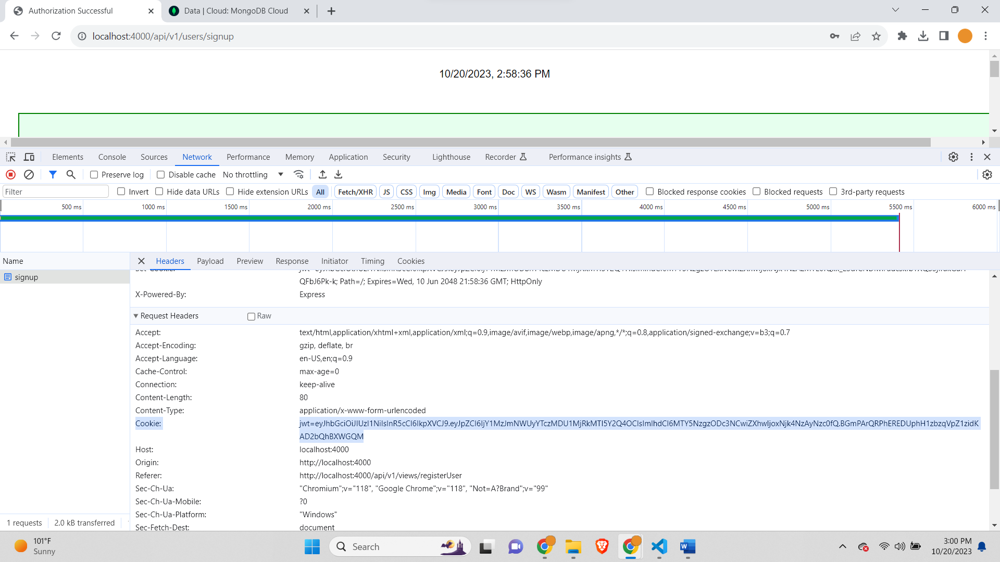 Authorization Successful
Data | Cloud: MongoDB Cloud
localhost:4000/api/v1/users/signup
10/20/2023, 2:58:36 PM
Elements Console Sources Network Performance Memory Application Security Lighthouse Recorder Performance insights
Preserve log Disable cache No throttling
Filter Invert Hide data URLs Hide extension URLs All Fetch/XHR JS CSS Img Media Font Doc WS Wasm Manifest Other Blocked response cookies Blocked requests 3rd-party requests
500 ms 1000 ms 1500 ms 2000 ms 2500 ms 3000 ms 3500 ms 4000 ms 4500 ms 5000 ms 5500 ms 6000 ms
Name
Headers Payload Preview Response Initiator Timing Cookies
signup
QFbJ6Pk-k; Path=/; Expires=Wed, 10 Jun 2048 21:58:36 GMT; HttpOnly
X-Powered-By: Express
Request Headers Raw
Accept: text/html,application/xhtml+xml,application/xml;q=0.9,image/avif,image/webp,image/apng,*/*;q=0.8,application/signed-exchange;v=b3;q=0.7
Accept-Encoding: gzip, deflate, br
Accept-Language: en-US,en;q=0.9
Cache-Control: max-age=0
Connection: keep-alive
Content-Length: 80
Content-Type: application/x-www-form-urlencoded
Cookie: jwt=eyJhbGciOiJIUzI1NiIsInR5cCI6IkpXVCJ9.eyJpZCI6IjY1MzJmNWUyYTczMDU1MjRkMTI5Y2Q4OCIsImlhdCI6MTY5NzgzODc3NCwiZXhwIjoxNjk4NzAyNzc0fQ.BGmPArQRPhEREDUphH1zbzqVpZ1zidK
AD2bQhBXWGQM
Host: localhost:4000
Origin: http://localhost:4000
Referer: http://localhost:4000/api/v1/views/registerUser
Sec-Ch-Ua: "Chromium";v="118", "Google Chrome";v="118", "Not=A?Brand";v="99"
Sec-Ch-Ua-Mobile: ?0
Sec-Ch-Ua-Platform: "Windows"
Sec-Fetch-Dest: document
1 requests 2.0 kB transferred
101°F
Sunny
Search
3:00 PM
10/20/2023